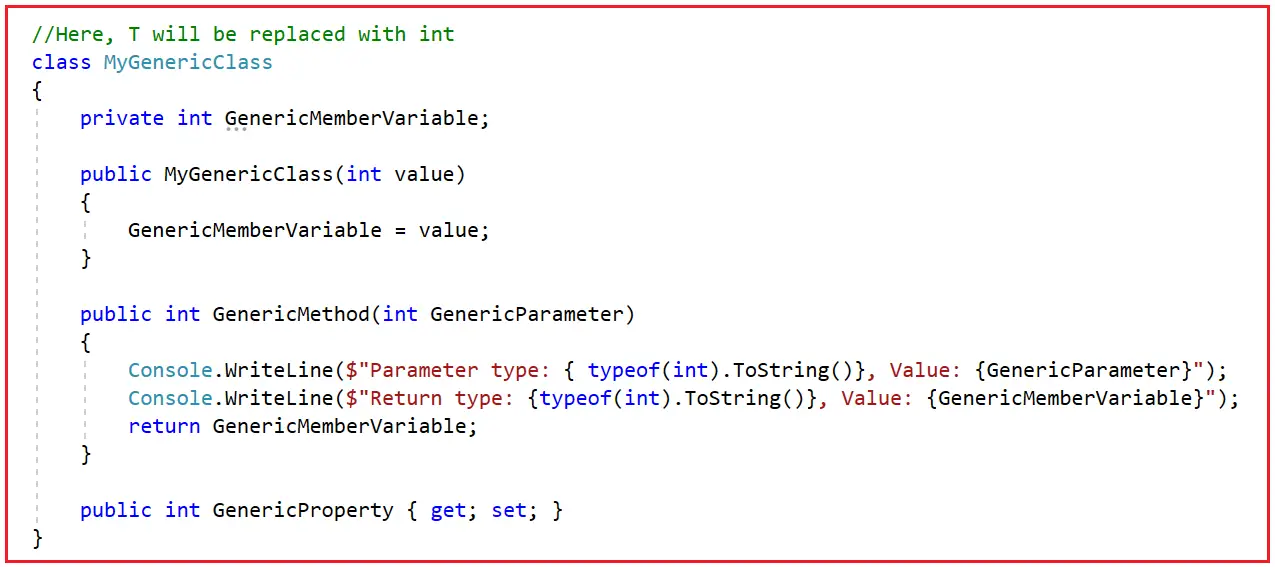 //Here, T will be replaced with int
class MyGenericClass
{
    private int GenericMemberVariable;

    public MyGenericClass(int value)
    {
        GenericMemberVariable = value;
    }

    public int GenericMethod(int GenericParameter)
    {
        Console.WriteLine($"Parameter type: { typeof(int).ToString()}, Value: {GenericParameter}");
        Console.WriteLine($"Return type: {typeof(int).ToString()}, Value: {GenericMemberVariable}");
        return GenericMemberVariable;
    }

    public int GenericProperty { get; set; }
}